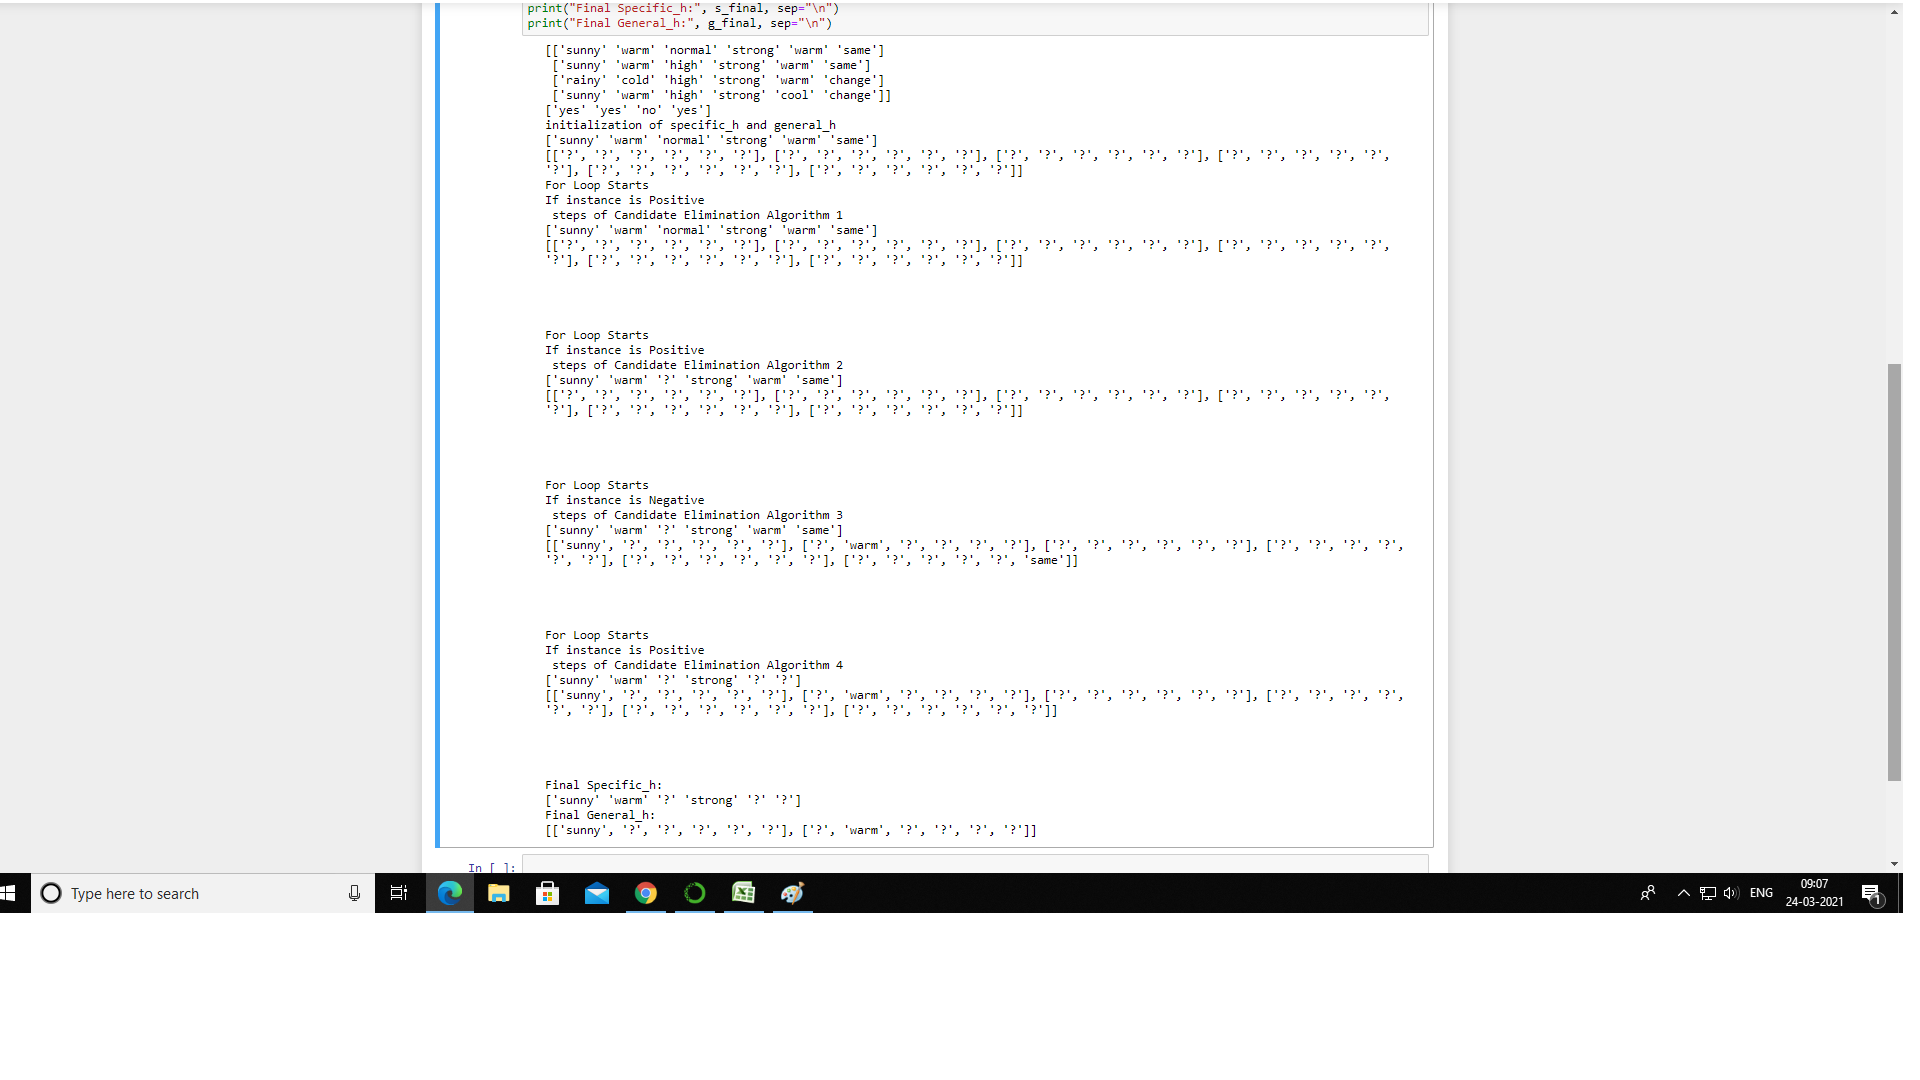 print("Final Specific_h:", s_final, sep="\n")
print("Final General_h:", g_final, sep="\n")
[['sunny' 'warm' 'normal' 'strong' 'warm' 'same']
['sunny' 'warm' 'high' 'strong' 'warm' 'same']
['rainy' 'cold' 'high' 'strong' 'warm' 'change']
['sunny' 'warm' 'high' 'strong' 'cool' 'change']]
['yes' 'yes' 'no' 'yes']
initialization of specific_h and general_h
['sunny' 'warm' 'normal' 'strong' 'warm' 'same']
[['?', '?', '?', '?', '?', '?'], ['?', '?', '?', '?', '?', '?'], ['?', '?', '?', '?', '?', '?'], ['?', '?', '?', '?', '?',
'?'], ['?', '?', '?', '?', '?', '?'], ['?', '?', '?', '?', '?', '?']]
For Loop Starts
If instance is Positive
steps of Candidate Elimination Algorithm 1
['sunny' 'warm' 'normal' 'strong' 'warm' 'same']
[['?', '?', '?', '?', '?', '?'], ['?', '?', '?', '?', '?', '?'], ['?', '?', '?', '?', '?', '?'], ['?', '?', '?', '?', '?',
'?'], ['?', '?', '?', '?', '?', '?'], ['?', '?', '?', '?', '?', '?']]
For Loop Starts
If instance is Positive
steps of Candidate Elimination Algorithm 2
['sunny' 'warm' '?' 'strong' 'warm' 'same']
[['?', '?', '?', '?', '?', '?'], ['?', '?', '?', '?', '?', '?'], ['?', '?', '?', '?', '?', '?'], ['?', '?', '?', '?', '?',
'?'], ['?', '?', '?', '?', '?', '?'], ['?', '?', '?', '?', '?', '?']]
For Loop Starts
If instance is Negative
steps of Candidate Elimination Algorithm 3
['sunny' 'warm' '?' 'strong' 'warm' 'same']
[['sunny', '?', '?', '?', '?', '?'], ['?', 'warm', '?', '?', '?', '?'], ['?', '?', '?', '?', '?', '?'], ['?', '?', '?', '?',
'?', '?'], ['?', '?', '?', '?', '?', '?'], ['?', '?', '?', '?', '?', 'same']]
For Loop Starts
If instance is Positive
steps of Candidate Elimination Algorithm 4
['sunny' 'warm' '?' 'strong' '?' '?']
[['sunny', '?', '?', '?', '?', '?'], ['?', 'warm', '?', '?', '?', '?'], ['?', '?', '?', '?', '?', '?'], ['?', '?', '?', '?',
'?', '?'], ['?', '?', '?', '?', '?', '?'], ['?', '?', '?', '?', '?', '?']]
Final Specific_h:
['sunny' 'warm' '?' 'strong' '?' '?']
Final General_h:
[['sunny', '?', '?', '?', '?', '?'], ['?', 'warm', '?', '?', '?', '?']]
In [ ]:
Type here to search
ENG
09:07
24-03-2021
1